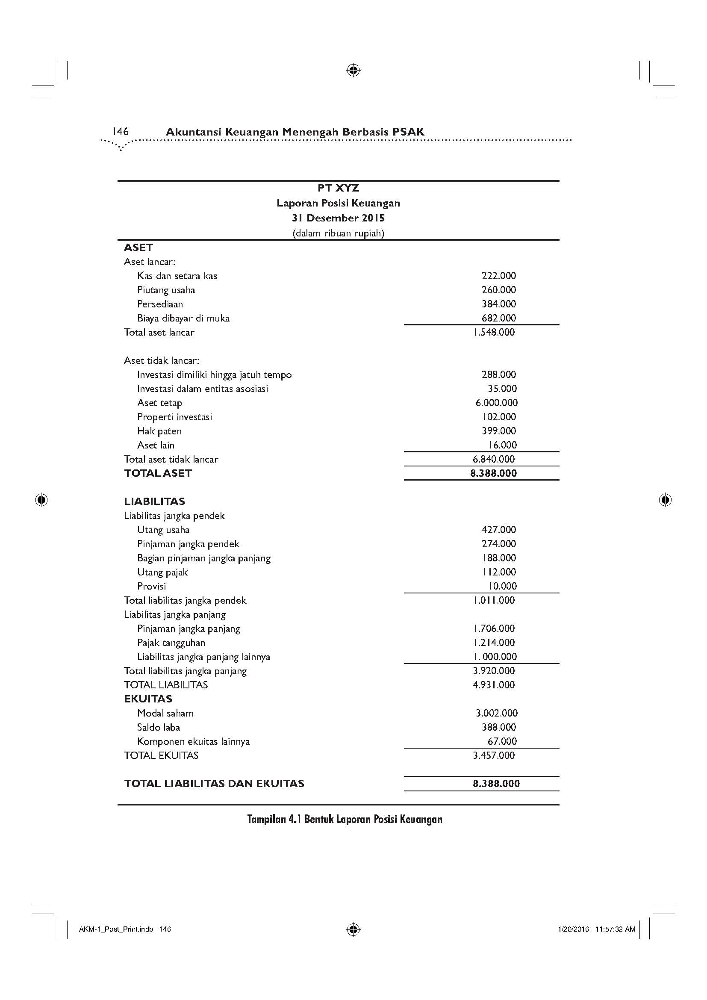 146 Akuntansi Keuangan Menengah Berbasis PSAK
PT XYZ
Laporan Posisi Keuangan
31 Desember 2015
(dalam ribuan rupiah)
ASET
Aset lancar:
Kas dan setara kas 222.000
Piutang usaha 260.000
Persediaan 384.000
Biaya dibayar di muka 682.000
Total aset lancar 1.548.000
Aset tidak lancar:
Investasi dimiliki hingga jatuh tempo 288.000
Investasi dalam entitas asosiasi 35.000
Aset tetap 6.000.000
Properti investasi 102.000
Hak paten 399.000
Aset lain 16.000
Total aset tidak lancar 6.840.000
TOTAL ASET 8.388.000
LIABILITAS
Liabilitas jangka pendek
Utang usaha 427.000
Pinjaman jangka pendek 274.000
Bagian pinjaman jangka panjang 188.000
Utang pajak 112.000
Provisi 10.000
Total liabilitas jangka pendek 1.011.000
Liabilitas jangka panjang
Pinjaman jangka panjang 1.706.000
Pajak tangguhan 1.214.000
Liabilitas jangka panjang lainnya 1. 000.000
Total liabilitas jangka panjang 3.920.000
TOTAL LIABILITAS 4.931.000
EKUITAS
Modal saham 3.002.000
Saldo laba 388.000
Komponen ekuitas lainnya 67.000
TOTAL EKUITAS 3.457.000
TOTAL LIABILITAS DAN EKUITAS 8.388.000
Tampilan 4.1 Bentuk Laporan Posisi Keuangan
AKM-1_Post_Print.indb 146 1/20/2016 11:57:32 AM